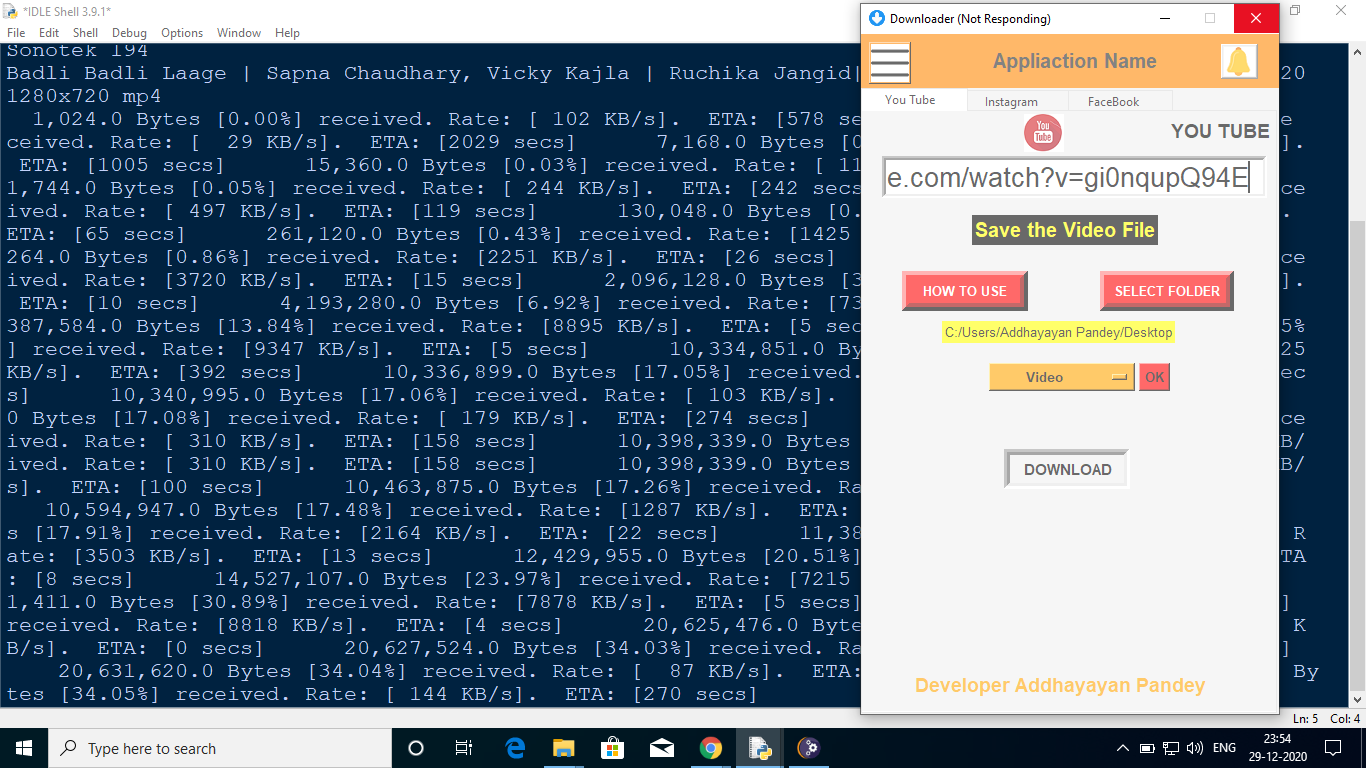 *IDLE Shell 3.9.1*
File Edit Shell Debug Options Window Help
Sonotek 194
Badli Badli Laage | Sapna Chaudhary, Vicky Kajla | Ruchika Jangid| 20
1280x720 mp4
1,024.0 Bytes [0.00%] received. Rate: [ 102 KB/s]. ETA: [578 se e
ceived. Rate: [ 29 KB/s]. ETA: [2029 secs] 7,168.0 Bytes [0 ].
ETA: [1005 secs] 15,360.0 Bytes [0.03%] received. Rate: [ 11
1,744.0 Bytes [0.05%] received. Rate: [ 244 KB/s]. ETA: [242 sec ce
ived. Rate: [ 497 KB/s]. ETA: [119 secs] 130,048.0 Bytes [0. .
ETA: [65 secs] 261,120.0 Bytes [0.43%] received. Rate: [1425
264.0 Bytes [0.86%] received. Rate: [2251 KB/s]. ETA: [26 secs] ce
ived. Rate: [3720 KB/s]. ETA: [15 secs] 2,096,128.0 Bytes [3 ].
ETA: [10 secs] 4,193,280.0 Bytes [6.92%] received. Rate: [73
387,584.0 Bytes [13.84%] received. Rate: [8895 KB/s]. ETA: [5 sec 5%
] received. Rate: [9347 KB/s]. ETA: [5 secs] 10,334,851.0 By 25
KB/s]. ETA: [392 secs] 10,336,899.0 Bytes [17.05%] received. ec
s] 10,340,995.0 Bytes [17.06%] received. Rate: [ 103 KB/s].
0 Bytes [17.08%] received. Rate: [ 179 KB/s]. ETA: [274 secs] ce
ived. Rate: [ 310 KB/s]. ETA: [158 secs] 10,398,339.0 Bytes B/
ived. Rate: [ 310 KB/s]. ETA: [158 secs] 10,398,339.0 Bytes B/
s]. ETA: [100 secs] 10,463,875.0 Bytes [17.26%] received. Ra
10,594,947.0 Bytes [17.48%] received. Rate: [1287 KB/s]. ETA:
s [17.91%] received. Rate: [2164 KB/s]. ETA: [22 secs] 11,38 R
ate: [3503 KB/s]. ETA: [13 secs] 12,429,955.0 Bytes [20.51%] TA
: [8 secs] 14,527,107.0 Bytes [23.97%] received. Rate: [7215
1,411.0 Bytes [30.89%] received. Rate: [7878 KB/s]. ETA: [5 secs] ]
received. Rate: [8818 KB/s]. ETA: [4 secs] 20,625,476.0 Byte K
B/s]. ETA: [0 secs] 20,627,524.0 Bytes [34.03%] received. Ra ]
20,631,620.0 Bytes [34.04%] received. Rate: [ 87 KB/s]. ETA: By
tes [34.05%] received. Rate: [ 144 KB/s]. ETA: [270 secs]
Ln: 5 Col: 4
Downloader (Not Responding)
Appliaction Name
You Tube Instagram FaceBook
You
Tube
YOU TUBE
e.com/watch?v=gi0nqupQ94E
Save the Video File
HOW TO USE SELECT FOLDER
C:/Users/Addhayayan Pandey/Desktop
Video OK
DOWNLOAD
Developer Addhayayan Pandey
Type here to search
ENG
23:54
29-12-2020